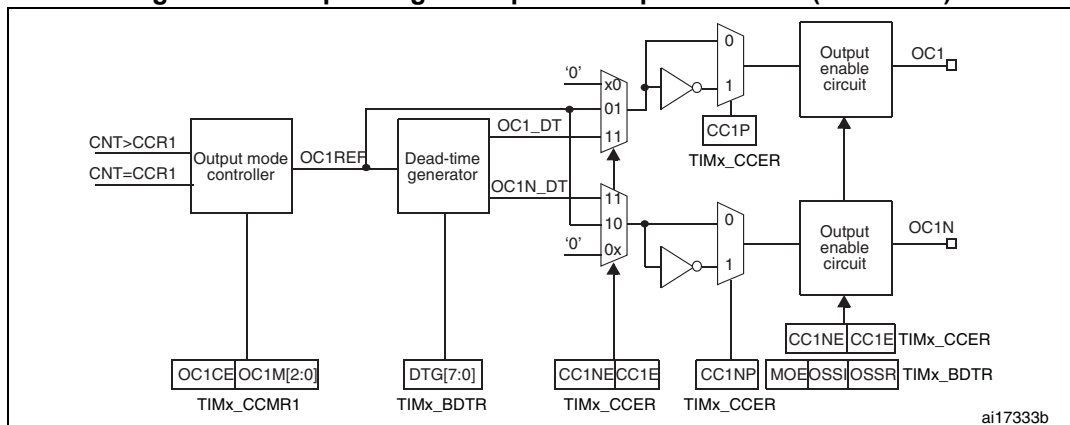 '0'
x0
01
11
0
1
Output
enable
circuit
OC1
CC1P
TIMx_CCER
CNT>CCR1
CNT=CCR1
Output mode
controller
OC1REF
Dead-time
generator
OC1_DT
OC1N_DT
11
10
0x
'0'
0
1
Output
enable
circuit
OC1N
CC1NE CC1E TIMx_CCER
OC1CE OC1M[2:0]
TIMx_CCMR1
DTG[7:0]
TIMx_BDTR
CC1NE CC1E
TIMx_CCER
CC1NP
TIMx_CCER
MOE OSSI OSSR TIMx_BDTR
ai17333b